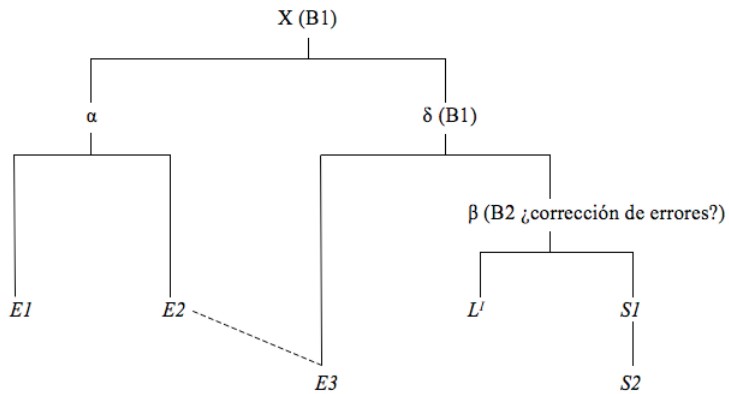 X (B1)
α
δ (B1)
β (B2 ¿corrección de errores?)
E1
E2
L¹
S1
E3
S2